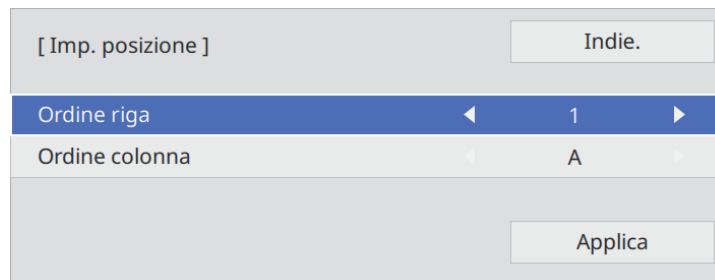 [ Imp. posizione ]
Indie.
Ordine riga 1
Ordine colonna A
Applica